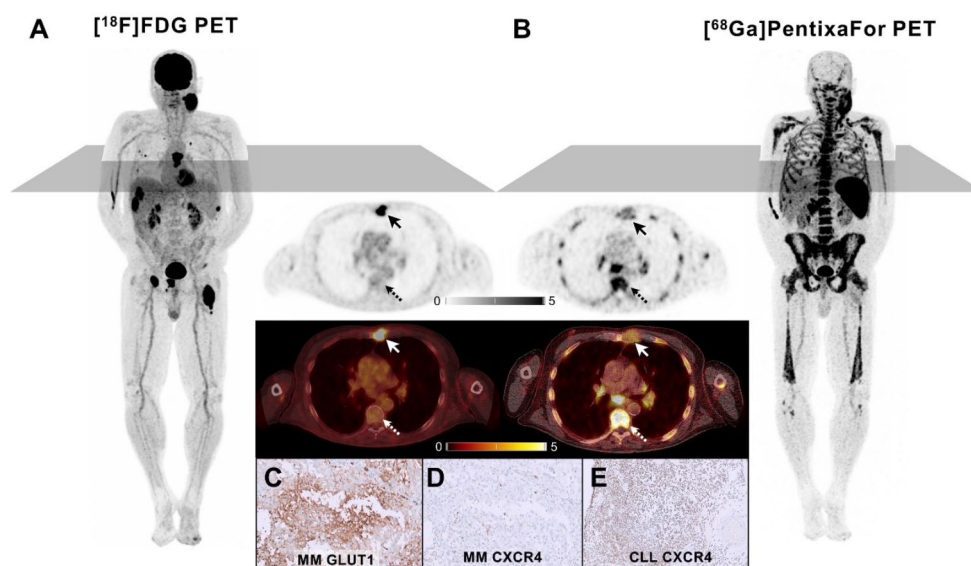 A
[¹⁸F]FDG PET
B
[⁶⁸Ga]PentixaFor PET
0 5
0 5
C
MM GLUT1
D
MM CXCR4
E
CLL CXCR4